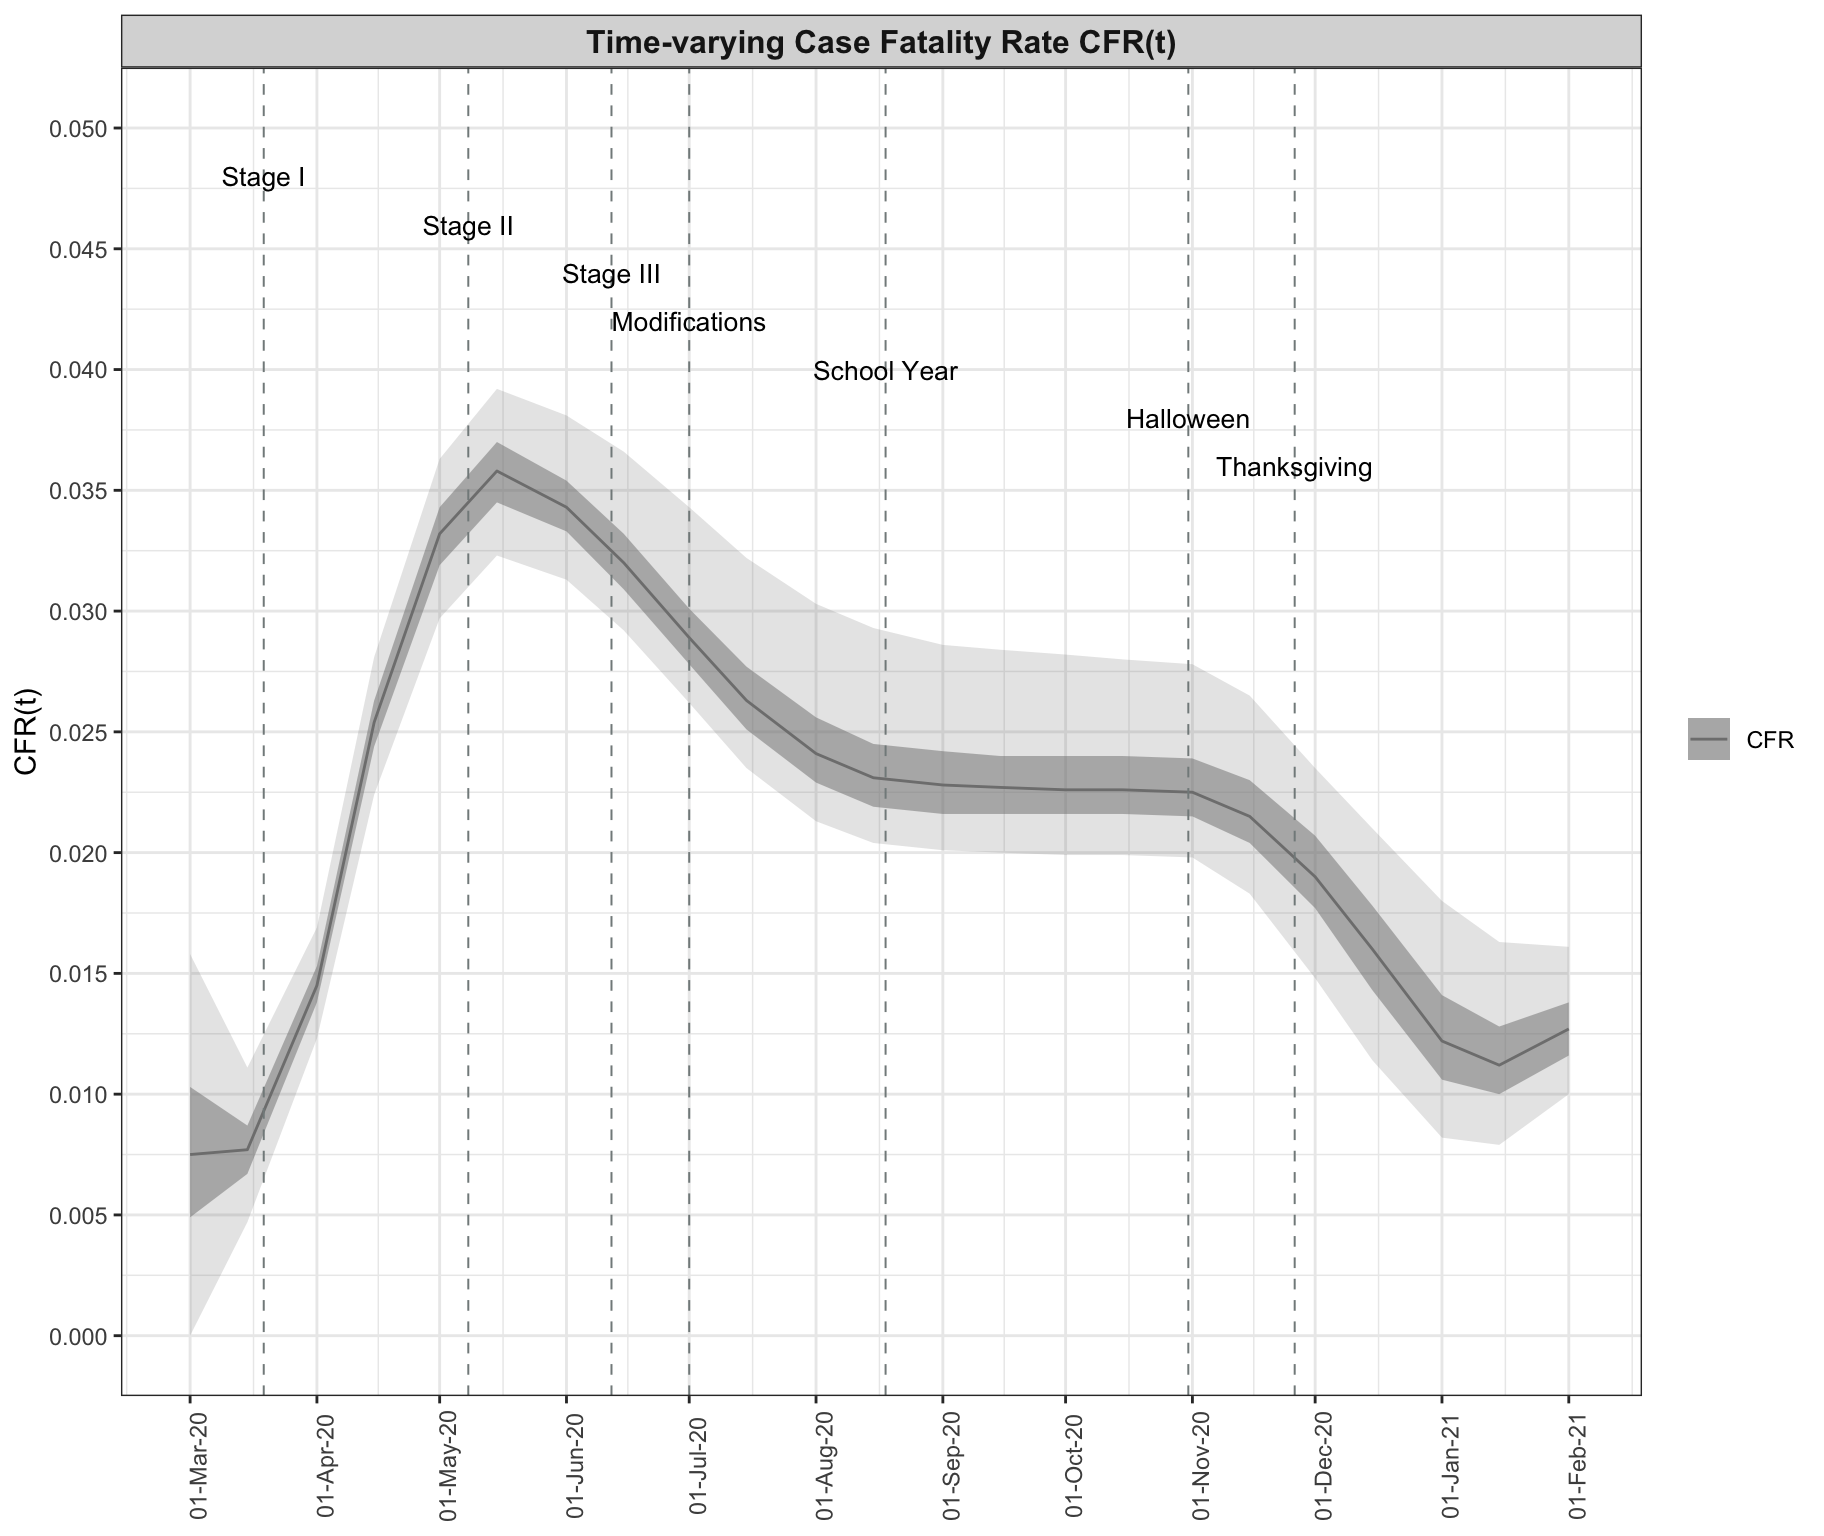 Time-varying Case Fatality Rate CFR(t)
0.050
Stage I
Stage II
0.045
Stage III
Modifications
0.040
School Year
Halloween
Thanksgiving
0.035
0.030
0.025
CFR(t)
CFR
0.020
0.015
0.010
0.005
0.000
01-Mar-20
01-Apr-20
01-May-20
01-Jun-20
01-Jul-20
01-Aug-20
01-Sep-20
01-Oct-20
01-Nov-20
01-Dec-20
01-Jan-21
01-Feb-21